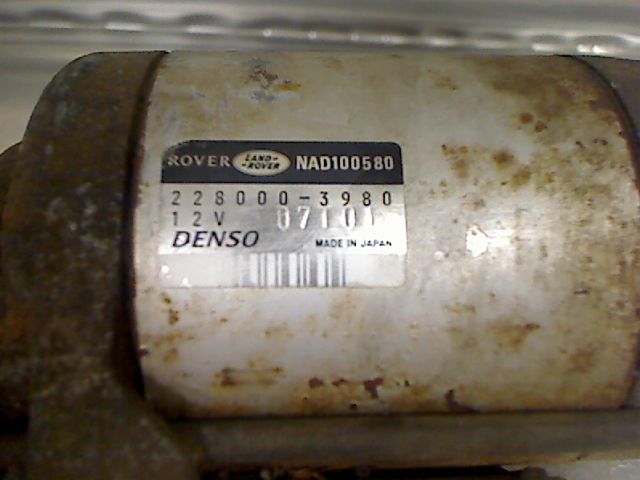 ROVER LAND-ROVER NAD100580
228000-3980
12V 07101
DENSO MADE IN JAPAN